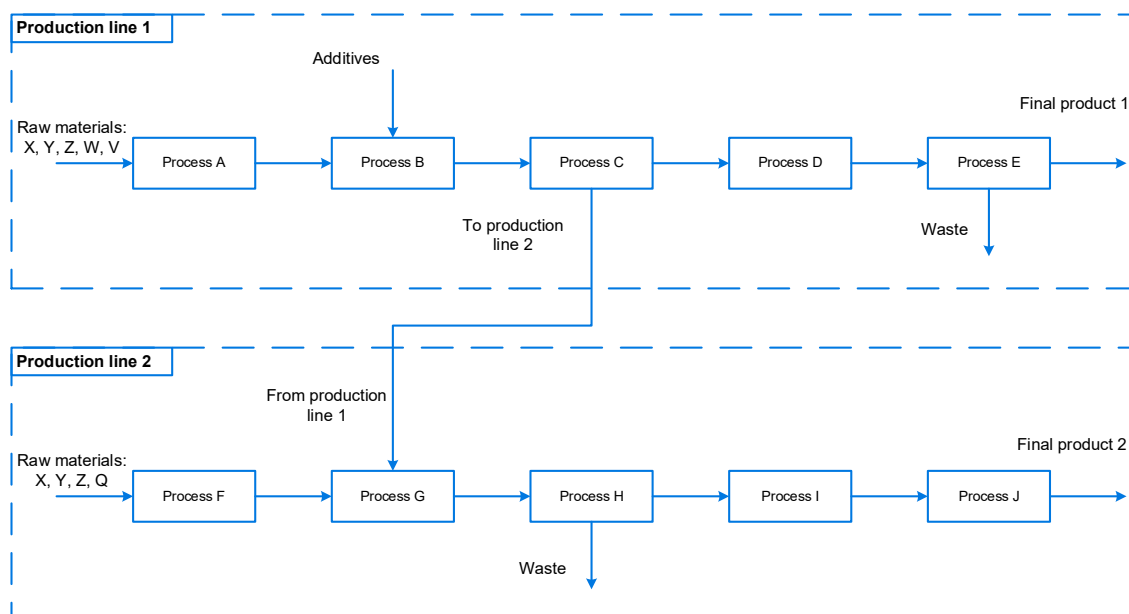 Production line 1
Additives
Final product 1
Raw materials:
X, Y, Z, W, V
Process A
Process B
Process C
Process D
Process E
To production
line 2
Waste
Production line 2
From production
line 1
Final product 2
Raw materials:
X, Y, Z, Q
Process F
Process G
Process H
Process I
Process J
Waste